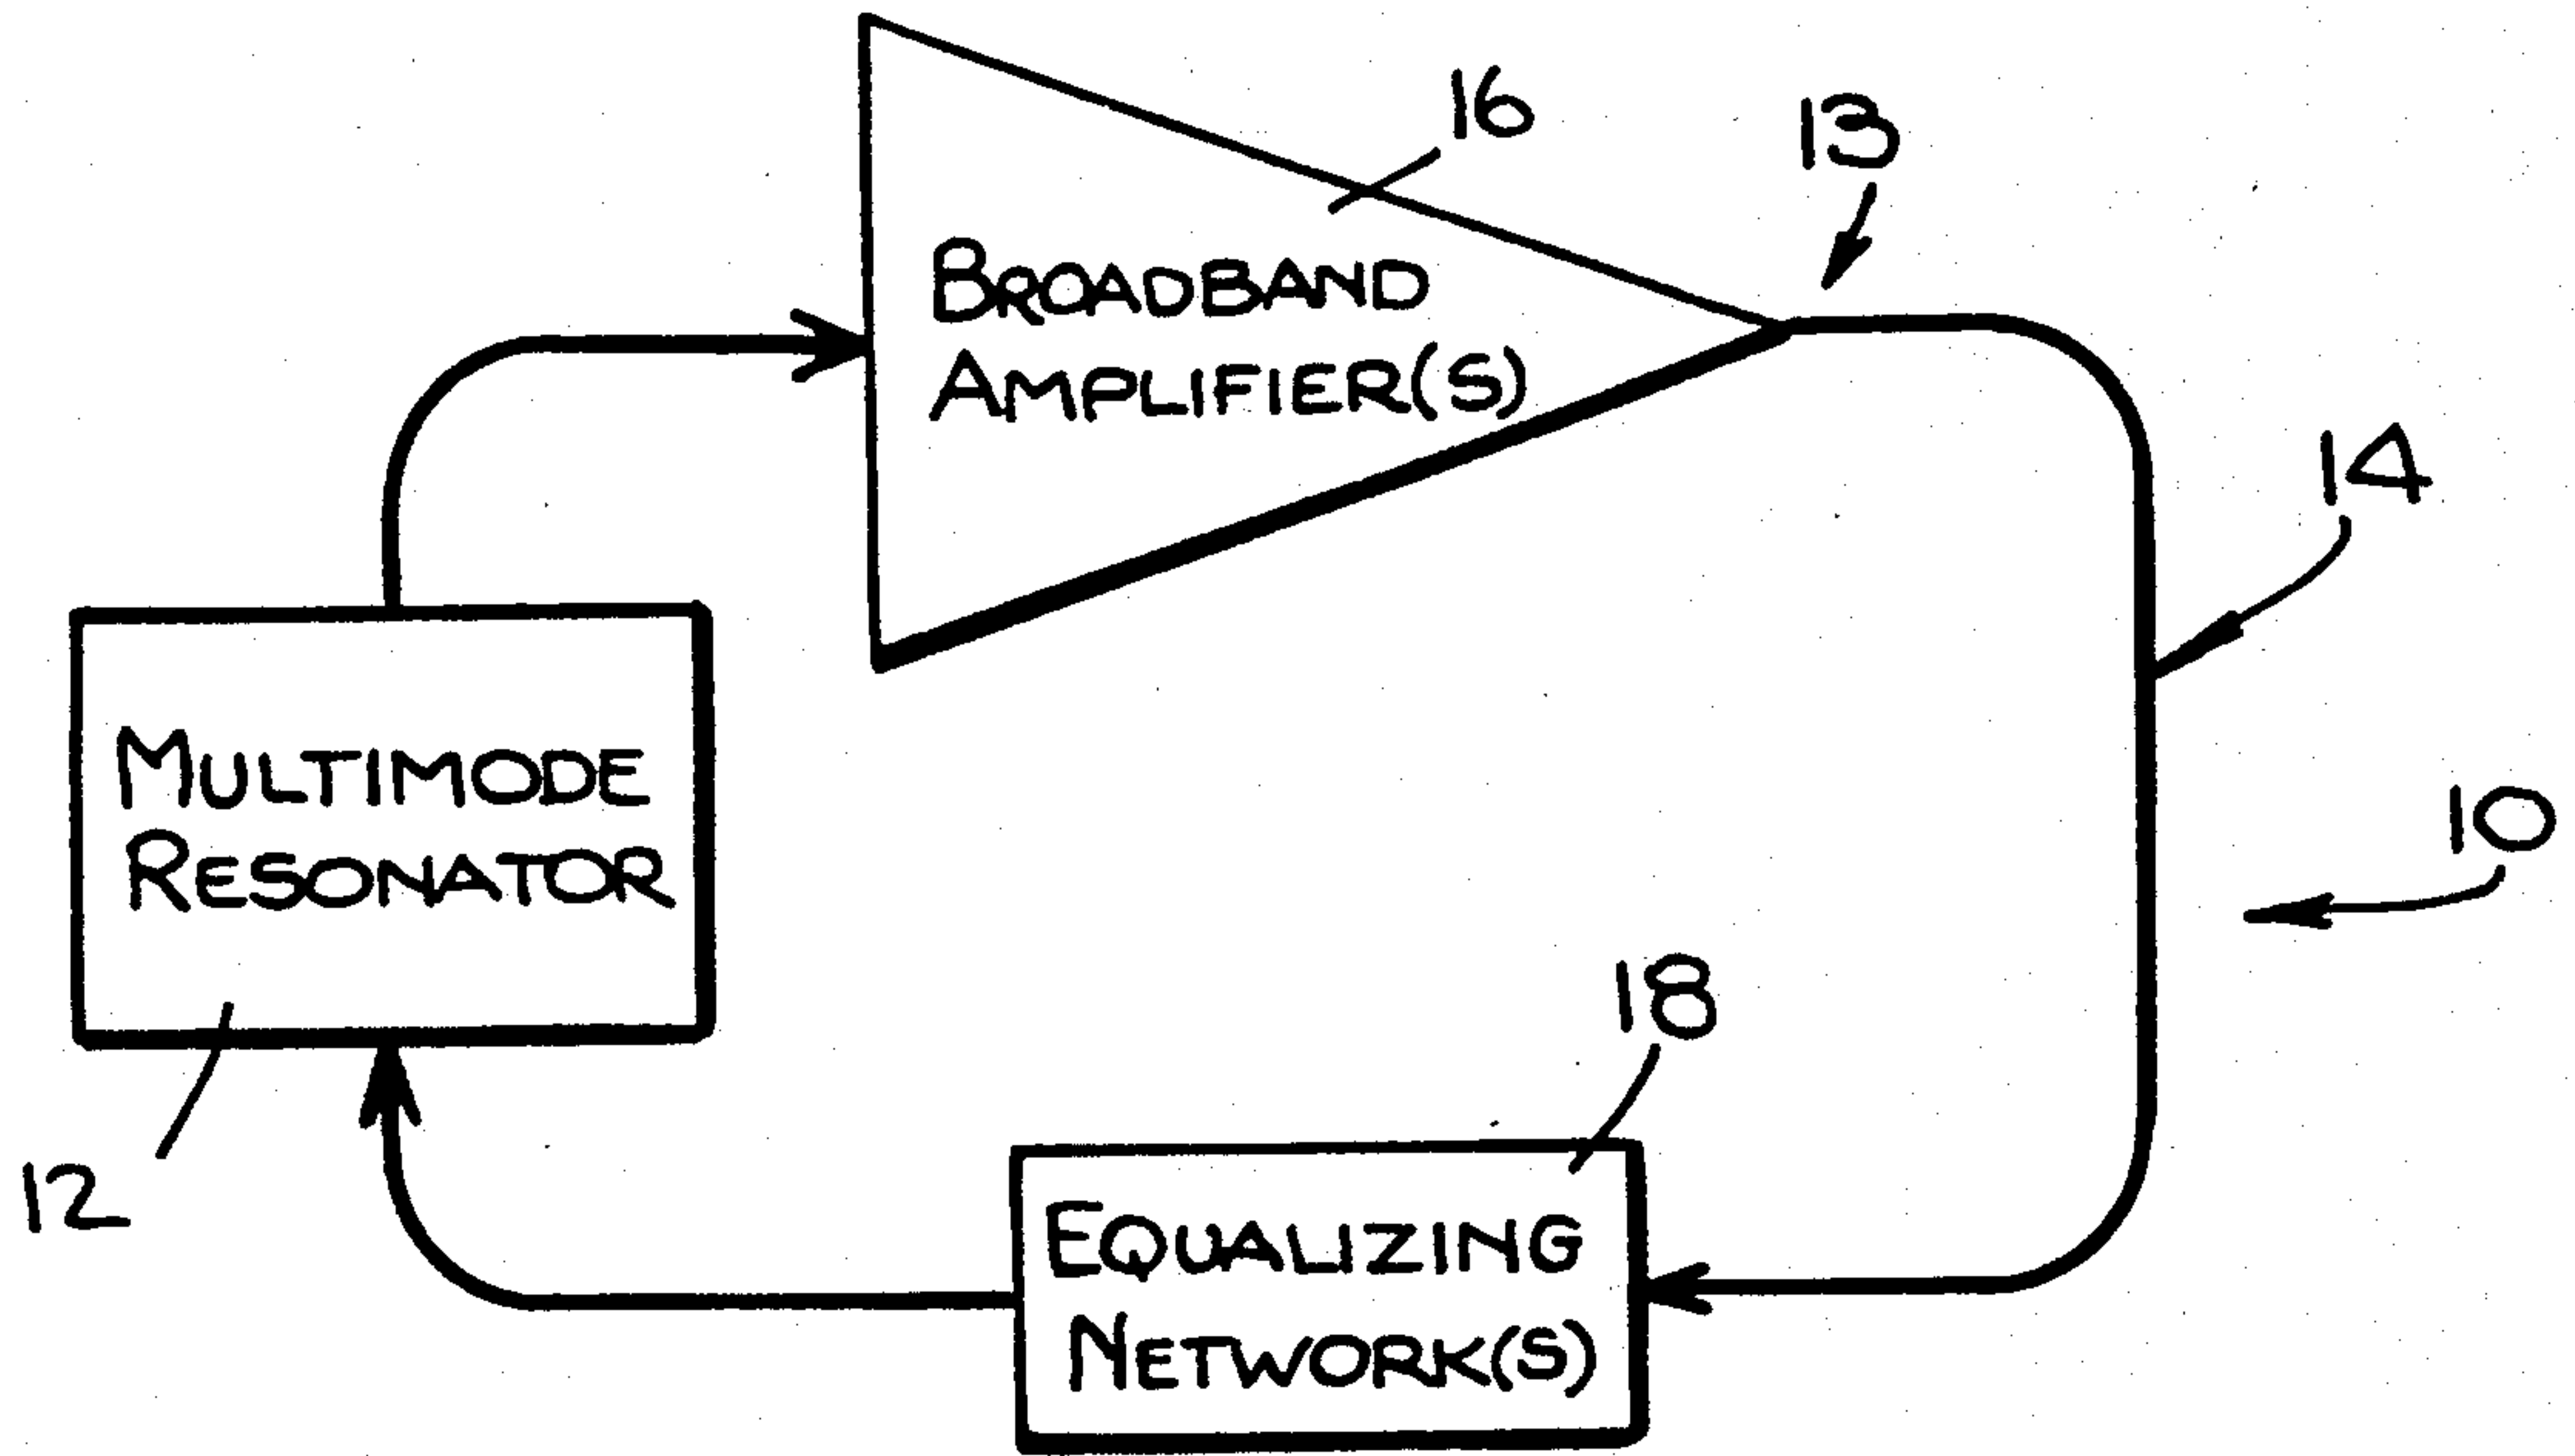 16
13
BROADBAND
AMPLIFIER(S)
14
MULTIMODE
RESONATOR
10
18
12
EQUALIZING
NETWORK(S)